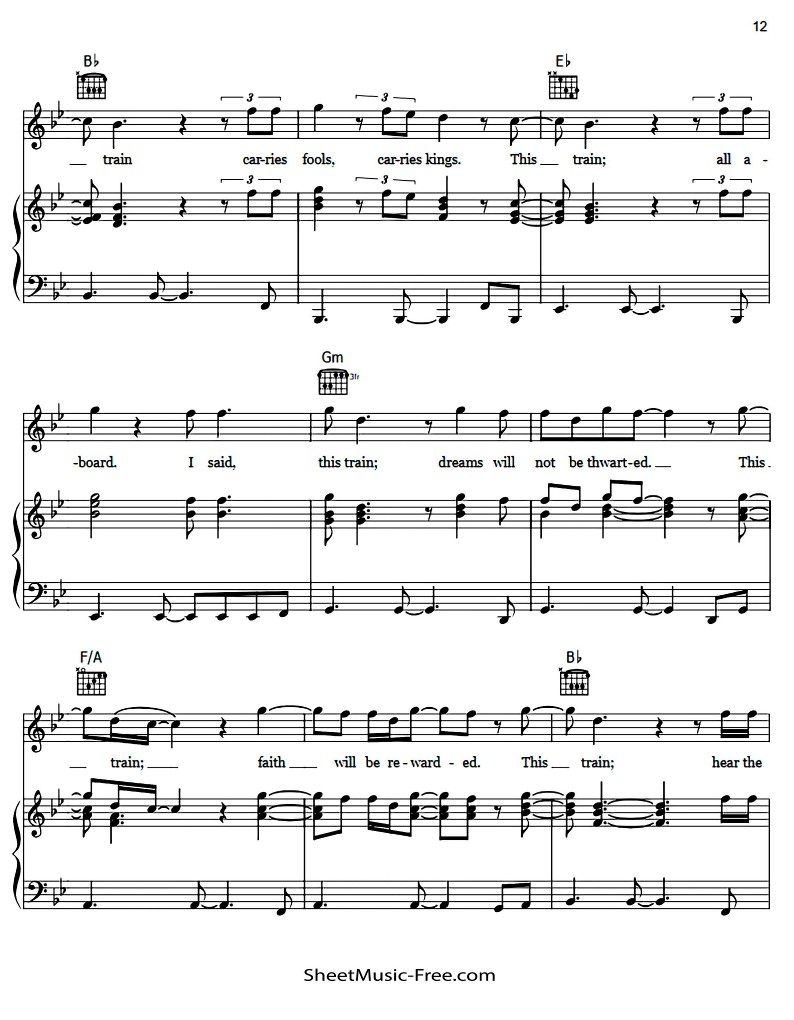 12
B♭ E♭
3 3 3
train car-ries fools, car-ries kings. This train; all a -
3 3 3
Gm
3fr
-board. I said, this train; dreams will not be thwart-ed. This
F/A B♭
train; faith will be re - ward - ed. This train; hear the
SheetMusic-Free.com